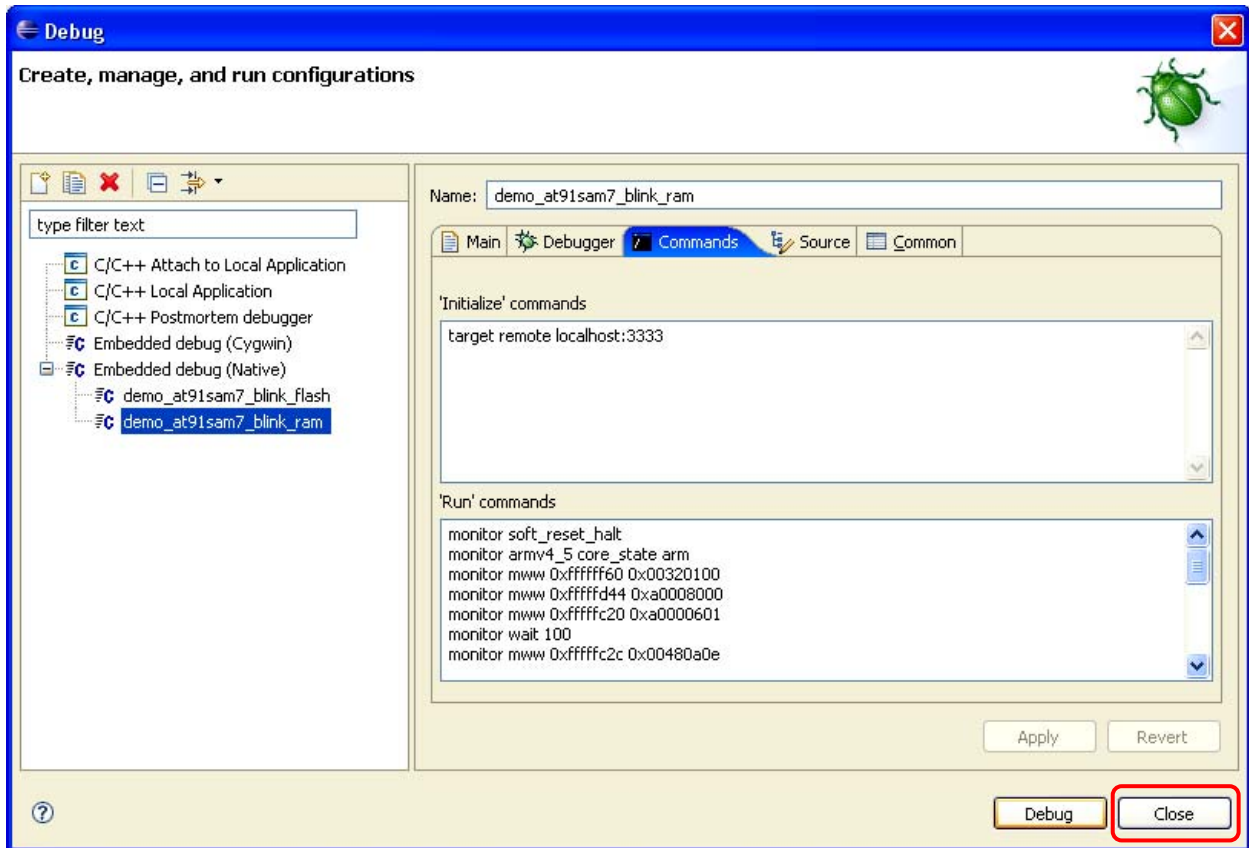 Debug
Create, manage, and run configurations
type filter text
C/C++ Attach to Local Application
C/C++ Local Application
C/C++ Postmortem debugger
Embedded debug (Cygwin)
Embedded debug (Native)
demo_at91sam7_blink_flash
demo_at91sam7_blink_ram
Name: demo_at91sam7_blink_ram
Main Debugger Commands Source Common
'Initialize' commands
target remote localhost:3333
'Run' commands
monitor soft_reset_halt
monitor armv4_5 core_state arm
monitor mww 0xffffff60 0x00320100
monitor mww 0xfffffd44 0xa0008000
monitor mww 0xfffffc20 0xa0000601
monitor wait 100
monitor mww 0xfffffc2c 0x00480a0e
Apply Revert
Debug Close